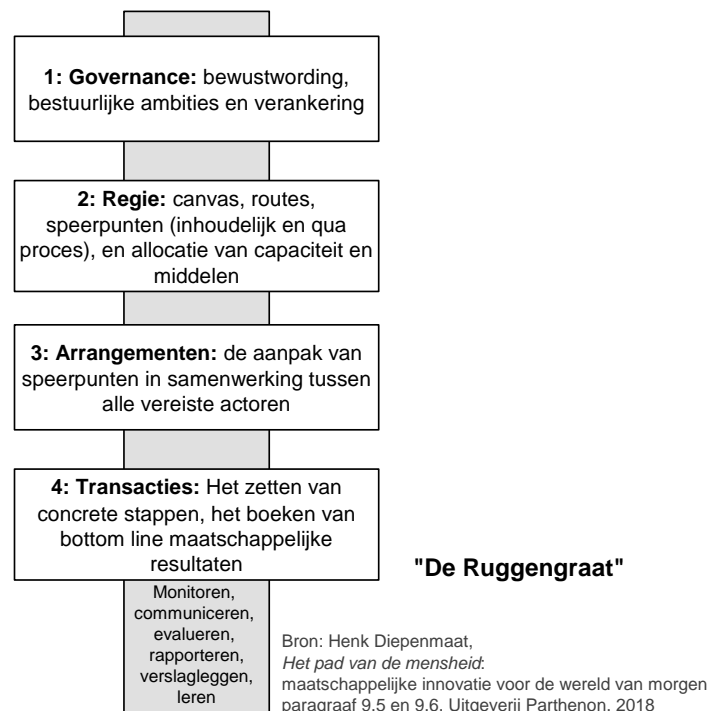 1: Governance: bewustwording,
bestuurlijke ambities en verankering
2: Regie: canvas, routes,
speerpunten (inhoudelijk en qua
proces), en allocatie van capaciteit en
middelen
3: Arrangementen: de aanpak van
speerpunten in samenwerking tussen
alle vereiste actoren
4: Transacties: Het zetten van
concrete stappen, het boeken van
bottom line maatschappelijke
resultaten
"De Ruggengraat"
Monitoren,
communiceren,
evalueren,
rapporteren,
verslagleggen,
leren
Bron: Henk Diepenmaat,
Het pad van de mensheid:
maatschappelijke innovatie voor de wereld van morgen
paragraaf 9.5 en 9.6. Uitgeverij Parthenon, 2018